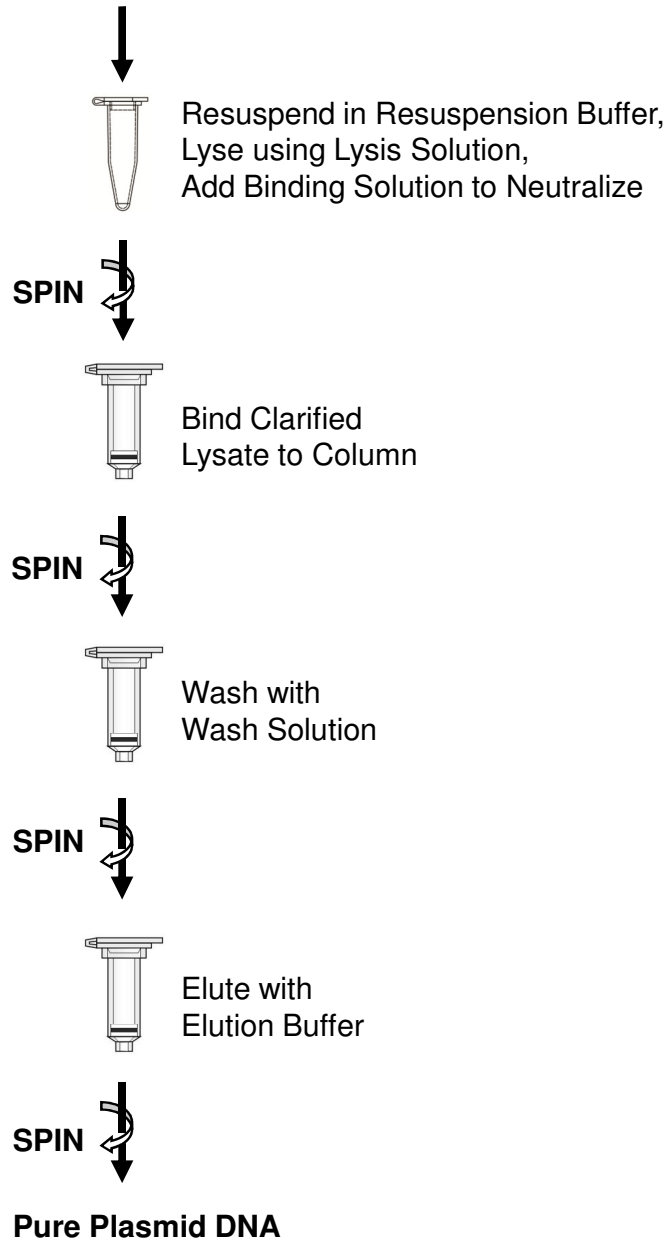 Resuspend in Resuspension Buffer,
Lyse using Lysis Solution,
Add Binding Solution to Neutralize
SPIN
Bind Clarified
Lysate to Column
SPIN
Wash with
Wash Solution
SPIN
Elute with
Elution Buffer
SPIN
Pure Plasmid DNA